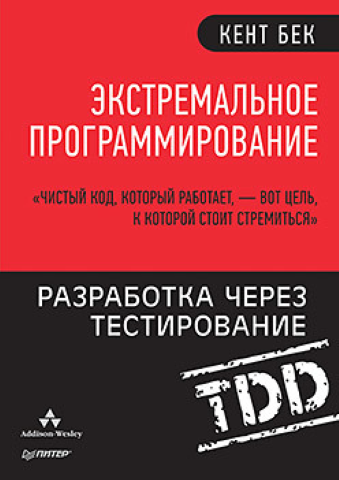 КЕНТ БЕК
ЭКСТРЕМАЛЬНОЕ
ПРОГРАММИРОВАНИЕ
«ЧИСТЫЙ КОД, КОТОРЫЙ РАБОТАЕТ, — ВОТ ЦЕЛЬ,
К КОТОРОЙ СТОИТ СТРЕМИТЬСЯ»
РАЗРАБОТКА ЧЕРЕЗ
ТЕСТИРОВАНИЕ
TDD
Addison-Wesley
ПИТЕР